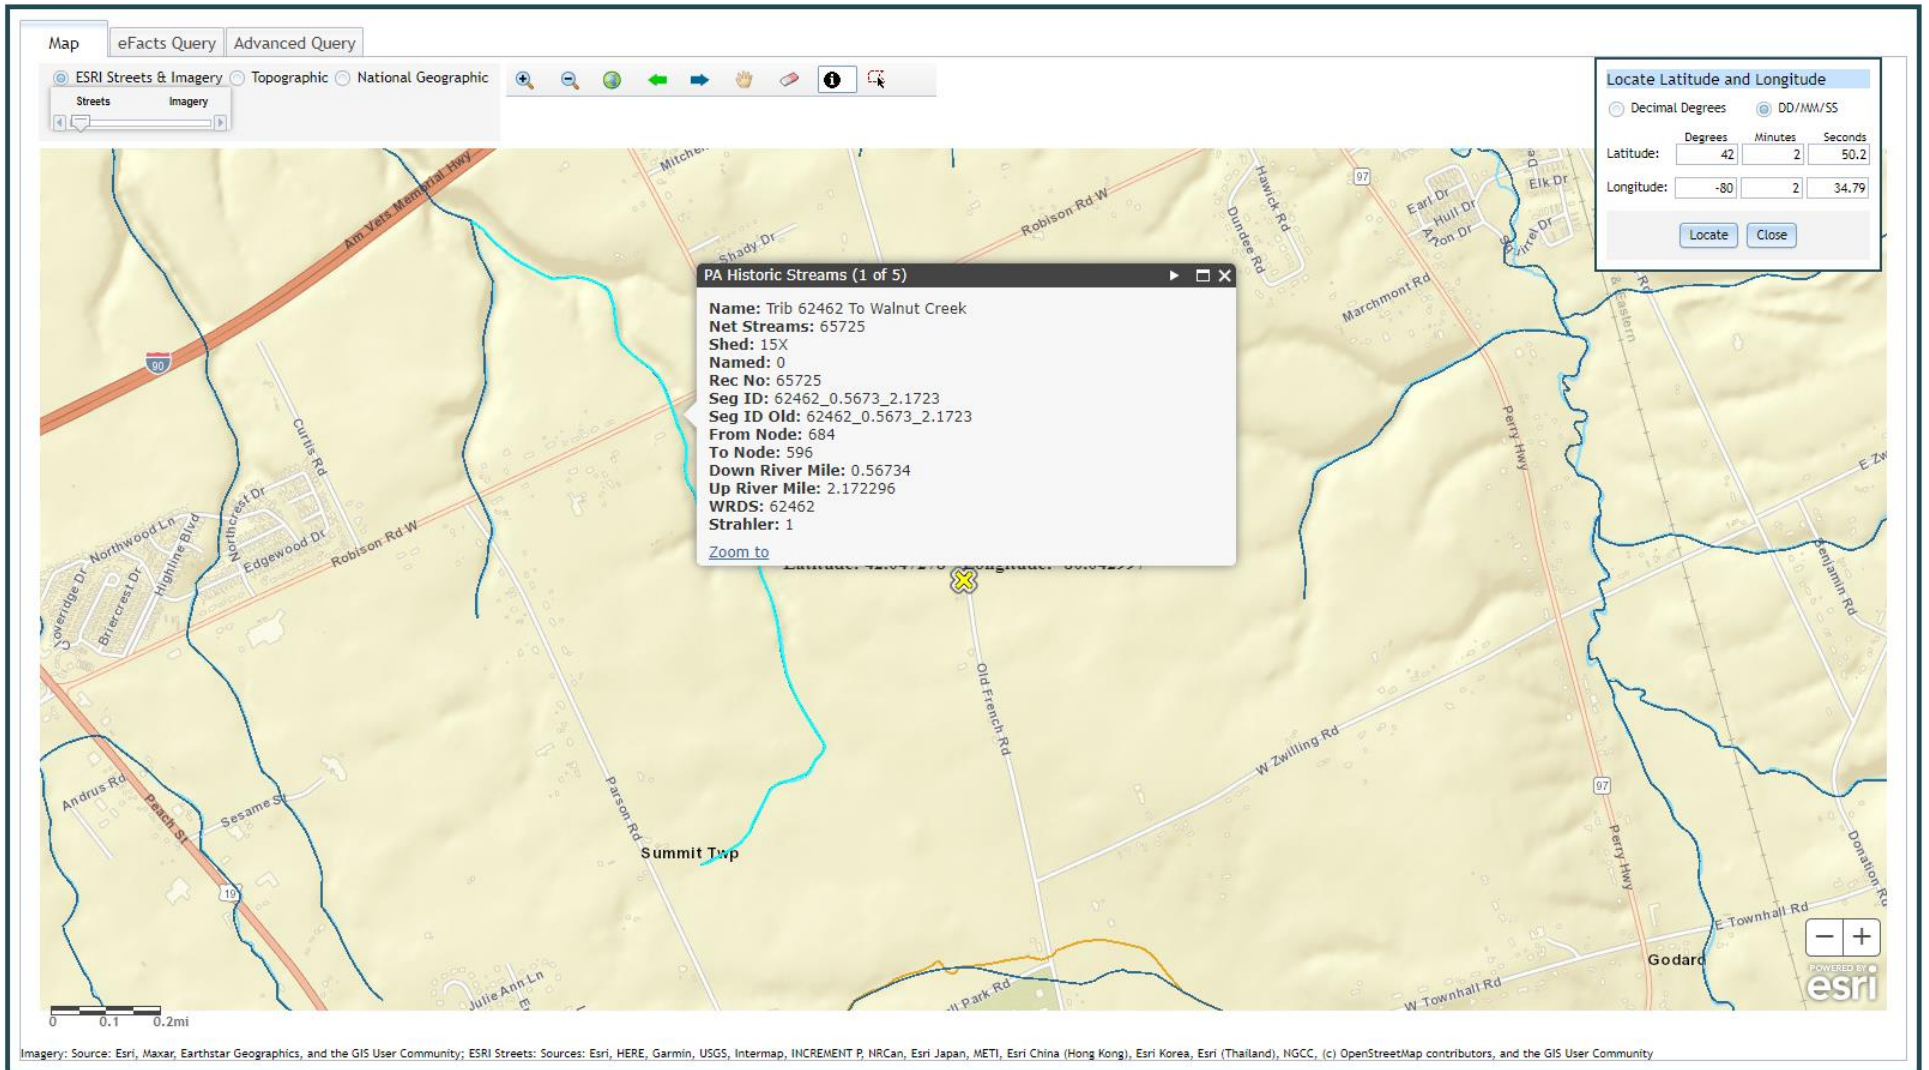 Map eFacts Query Advanced Query
ESRI Streets & Imagery Topographic National Geographic
Streets Imagery
Locate Latitude and Longitude
Decimal Degrees DD/MM/SS
Degrees Minutes Seconds
Latitude: 42 2 50.2
Longitude: -80 2 34.79
Locate Close
Am Vets Memorial Hwy
Robison Rd W
Shady Dr
Hawick Rd
Dundee Rd
97
Earl Dr
Hull Dr
Elk Dr
Squirrel Dr
Marchmont Rd
& Eastern
Rd
90
PA Historic Streams (1 of 5)
Name: Trib 62462 To Walnut Creek
Net Streams: 65725
Shed: 15X
Named: 0
Rec No: 65725
Seg ID: 62462_0.5673_2.1723
Seg ID Old: 62462_0.5673_2.1723
From Node: 684
To Node: 596
Down River Mile: 0.56734
Up River Mile: 2.172296
WRDS: 62462
Strahler: 1
Zoom to
Curtis Rd
Perry Hwy
Northwood Ln
Highline Blvd
Northcrest Dr
Edgewood Dr
Robison Rd W
Briercrest Dr
Benjamin Rd
Old French Rd
W Zwilling Rd
Andrus Rd
Peach St
Sesame St
Parson Rd
Summit Twp
19
97
Perry Hwy
Donation Rd
E Townhall Rd
Godard
W Townhall Rd
Julie Ann Ln
Park Rd
− +
POWERED BY
esri
0 0.1 0.2mi
Imagery: Source: Esri, Maxar, Earthstar Geographics, and the GIS User Community; ESRI Streets: Sources: Esri, HERE, Garmin, USGS, Intermap, INCREMENT P, NRCan, Esri Japan, METI, Esri China (Hong Kong), Esri Korea, Esri (Thailand), NGCC, (c) OpenStreetMap contributors, and the GIS User Community